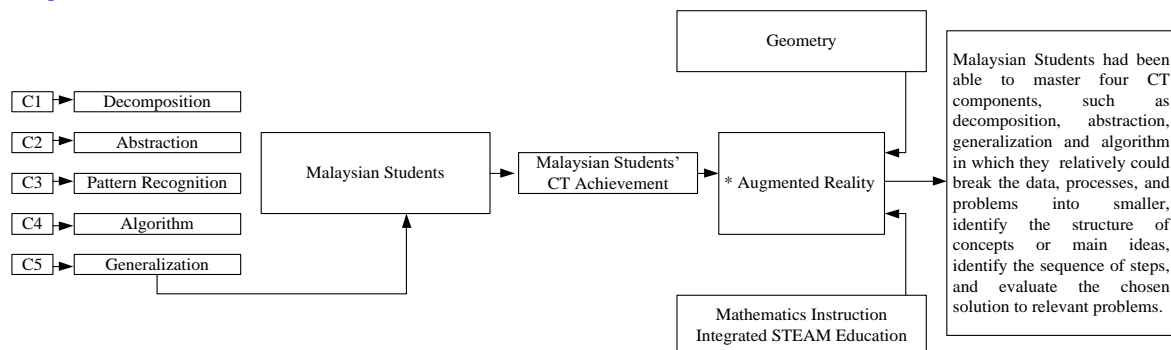 C1
Decomposition
C2
Abstraction
C3
Pattern Recognition
C4
Algorithm
C5
Generalization
Malaysian Students
Malaysian Students’
CT Achievement
Geometry
* Augmented Reality
Mathematics Instruction
Integrated STEAM Education
Malaysian Students had been
able to master four CT
components, such as
decomposition, abstraction,
generalization and algorithm
in which they relatively could
break the data, processes, and
problems into smaller,
identify the structure of
concepts or main ideas,
identify the sequence of steps,
and evaluate the chosen
solution to relevant problems.